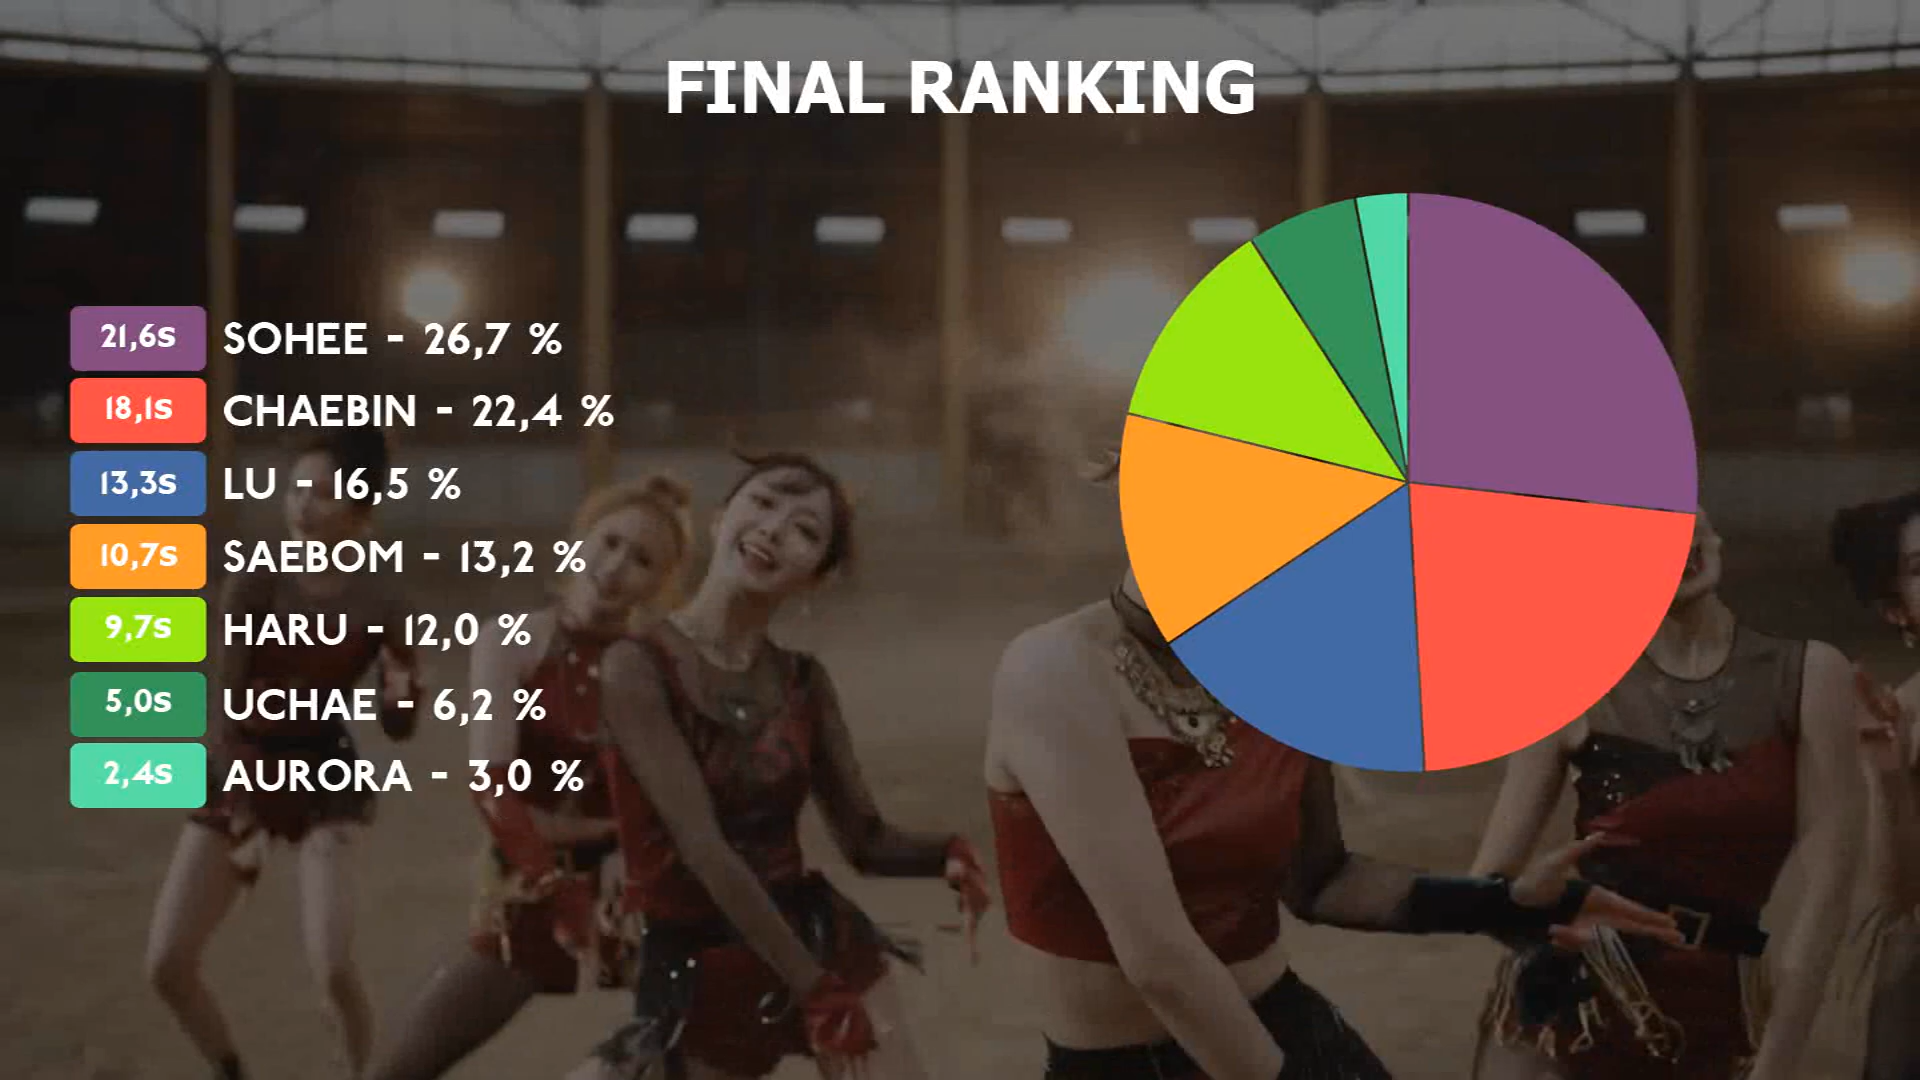 FINAL RANKING
21,6s SOHEE - 26,7 %
18,1s CHAEBIN - 22,4 %
13,3s LU - 16,5 %
10,7s SAEBOM - 13,2 %
9,7s HARU - 12,0 %
5,0s UCHAE - 6,2 %
2,4s AURORA - 3,0 %